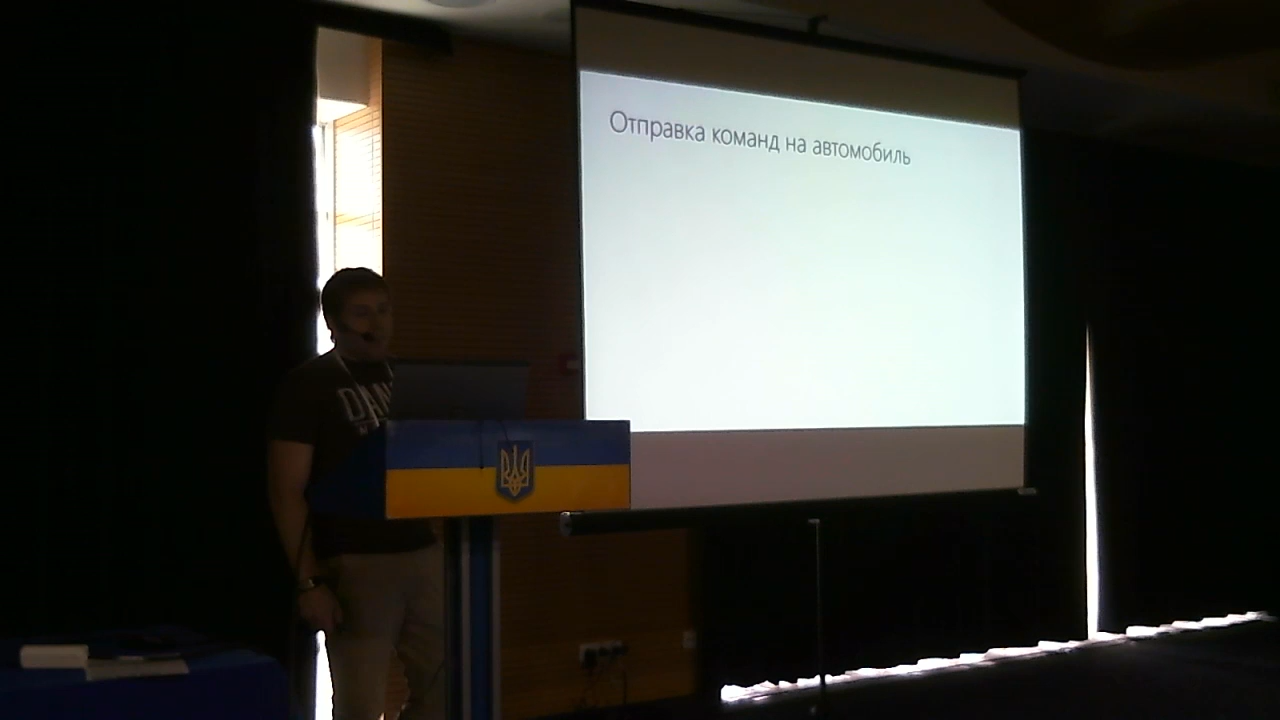 Отправка команд на автомобиль